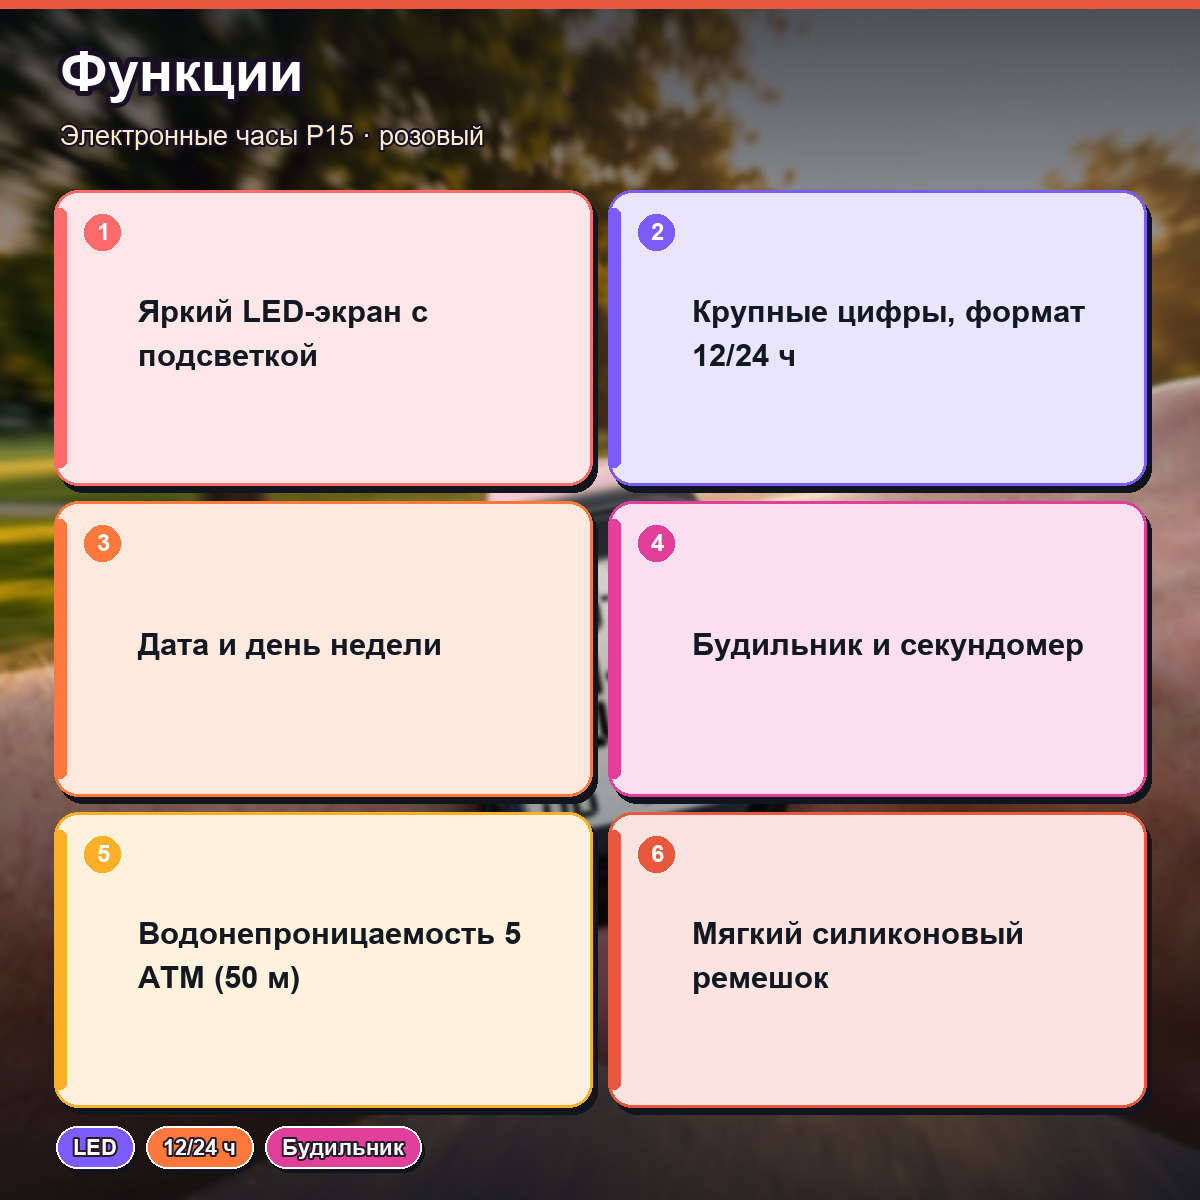 Функции
Электронные часы P15 · розовый
1
Яркий LED-экран с
подсветкой
2
Крупные цифры, формат
12/24 ч
3
Дата и день недели
4
Будильник и секундомер
5
Водонепроницаемость 5
АТМ (50 м)
6
Мягкий силиконовый
ремешок
LED
12/24 ч
Будильник